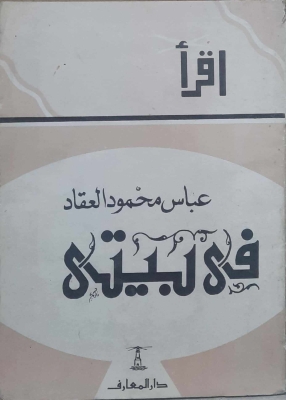 اقرأ
عباس محمود العقاد
في بيتي
دار المعارف